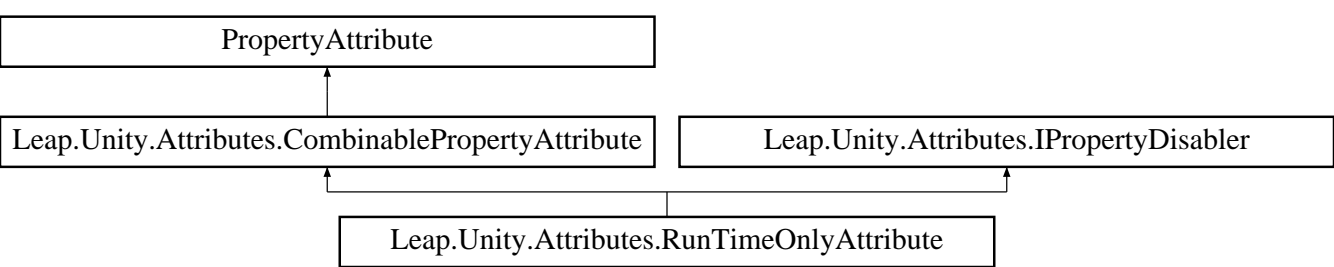 PropertyAttribute
Leap.Unity.Attributes.CombinablePropertyAttribute
Leap.Unity.Attributes.IPropertyDisabler
Leap.Unity.Attributes.RunTimeOnlyAttribute